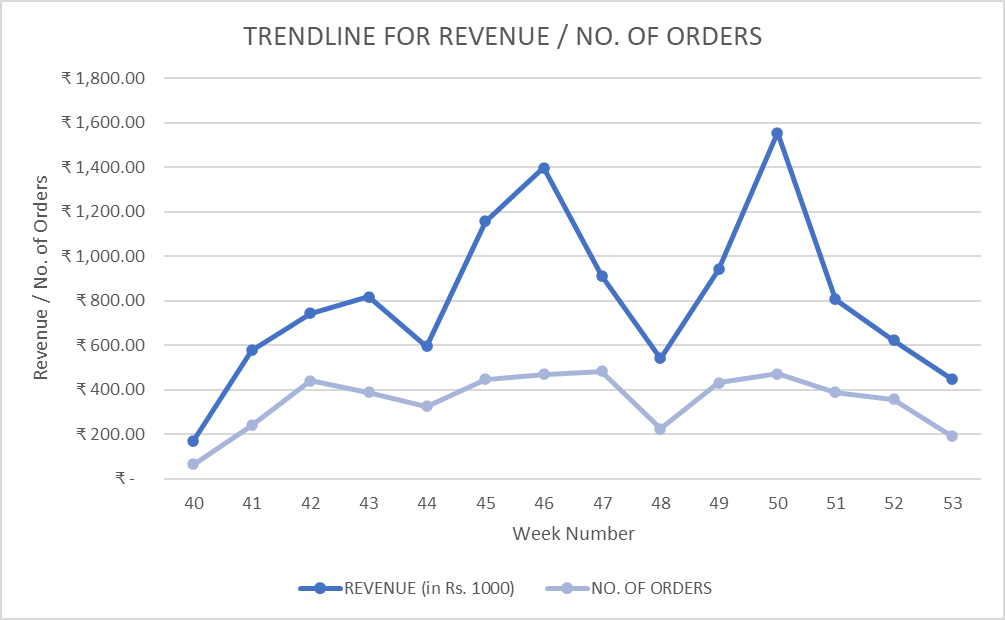 TRENDLINE FOR REVENUE / NO. OF ORDERS
₹ 1,800.00
₹ 1,600.00
₹ 1,400.00
₹ 1,200.00
₹ 1,000.00
₹ 800.00
₹ 600.00
₹ 400.00
₹ 200.00
₹ -
Revenue / No. of Orders
40 41 42 43 44 45 46 47 48 49 50 51 52 53
Week Number
REVENUE (in Rs. 1000) NO. OF ORDERS